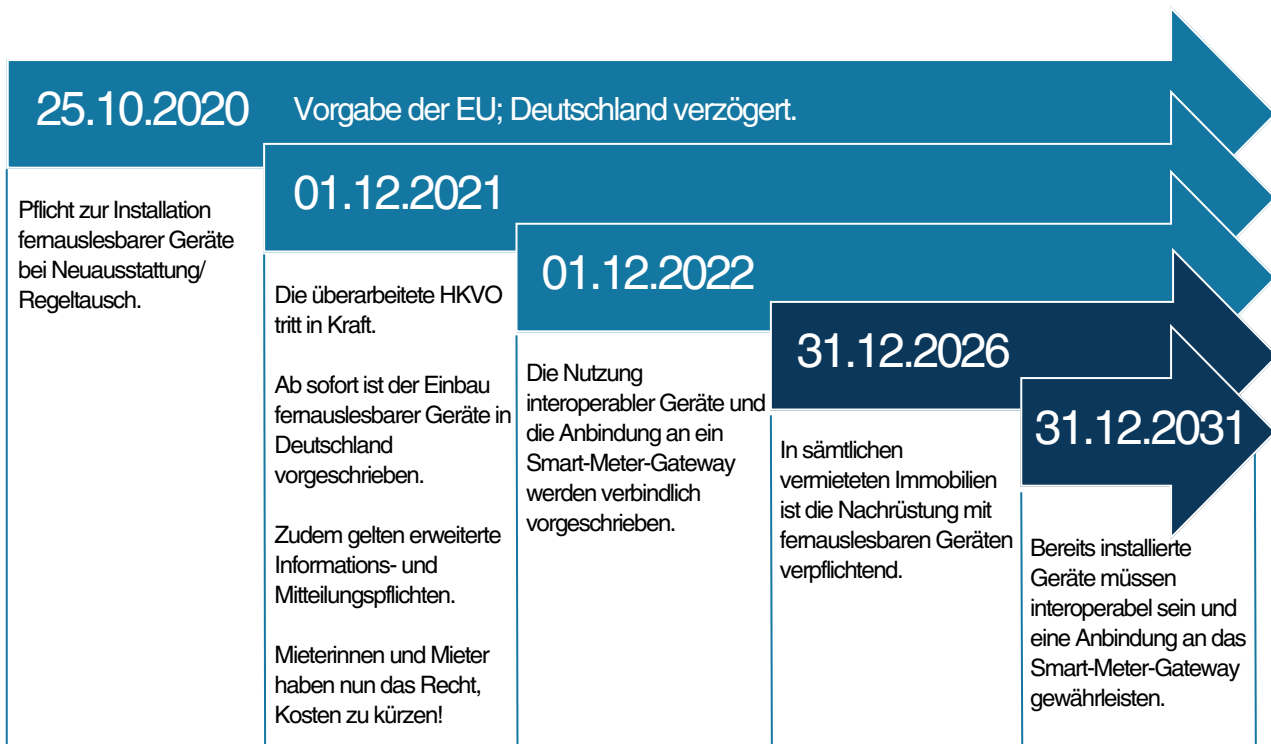 25.10.2020
Vorgabe der EU; Deutschland verzögert.
Pflicht zur Installation
fernauslesbarer Geräte
bei Neuausstattung/
Regeltausch.
01.12.2021
Die überarbeitete HKVO
tritt in Kraft.
Ab sofort ist der Einbau
fernauslesbarer Geräte in
Deutschland
vorgeschrieben.
Zudem gelten erweiterte
Informations- und
Mitteilungspflichten.
Mieterinnen und Mieter
haben nun das Recht,
Kosten zu kürzen!
01.12.2022
Die Nutzung
interoperabler Geräte und
die Anbindung an ein
Smart-Meter-Gateway
werden verbindlich
vorgeschrieben.
31.12.2026
In sämtlichen
vermieteten Immobilien
ist die Nachrüstung mit
fernauslesbaren Geräten
verpflichtend.
31.12.2031
Bereits installierte
Geräte müssen
interoperabel sein und
eine Anbindung an das
Smart-Meter-Gateway
gewährleisten.